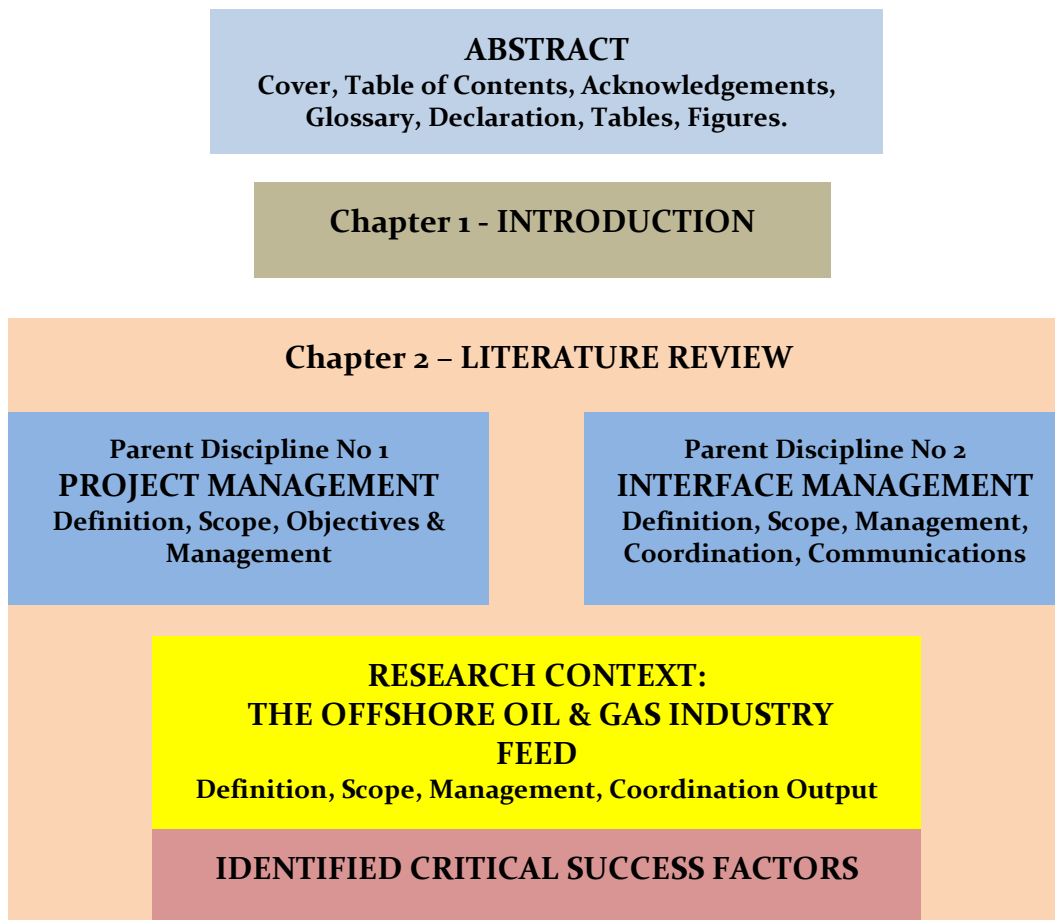 ABSTRACT
Cover, Table of Contents, Acknowledgements,
Glossary, Declaration, Tables, Figures.
Chapter 1 - INTRODUCTION
Chapter 2 – LITERATURE REVIEW
Parent Discipline No 1
PROJECT MANAGEMENT
Definition, Scope, Objectives &
Management
Parent Discipline No 2
INTERFACE MANAGEMENT
Definition, Scope, Management,
Coordination, Communications
RESEARCH CONTEXT:
THE OFFSHORE OIL & GAS INDUSTRY
FEED
Definition, Scope, Management, Coordination Output
IDENTIFIED CRITICAL SUCCESS FACTORS